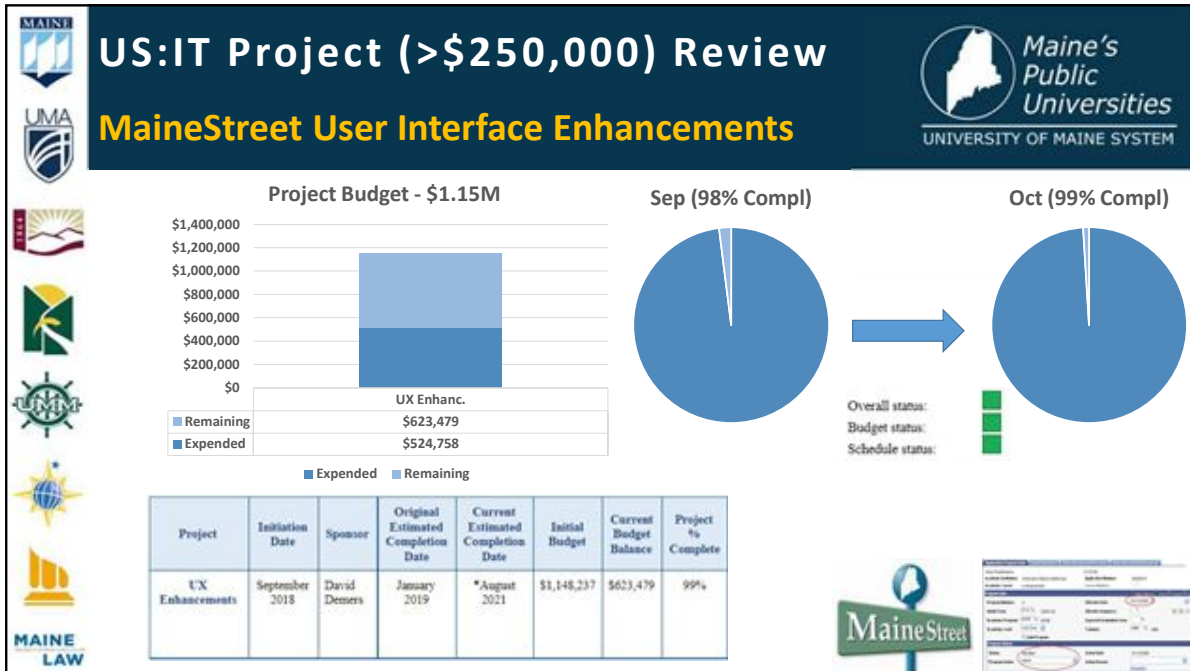 MAINE
US:IT Project (>$250,000) Review
MaineStreet User Interface Enhancements
Maine's
Public
Universities
UNIVERSITY OF MAINE SYSTEM
UMA
1864
UMM
MAINE
LAW
Project Budget - $1.15M
$1,400,000
$1,200,000
$1,000,000
$800,000
$600,000
$400,000
$200,000
$0
UX Enhanc.
Remaining $623,479
Expended $524,758
Expended Remaining
Sep (98% Compl)
Oct (99% Compl)
Overall status:
Budget status:
Schedule status:
Project Initiation Date Sponsor Original Estimated Completion Date Current Estimated Completion Date Initial Budget Current Budget Balance Project % Complete
UX Enhancements September 2018 David Demers January 2019 *August 2021 $1,148,237 $623,479 99%
MaineStreet